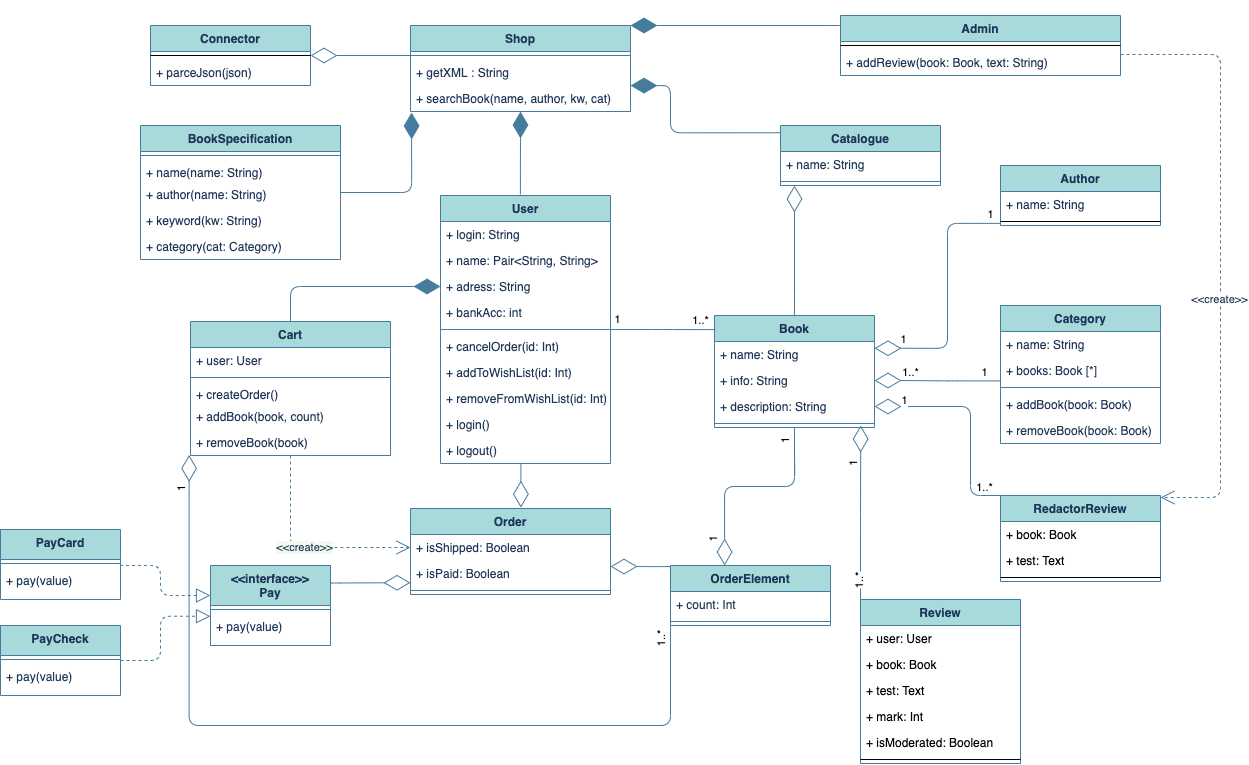 Connector
+ parceJson(json)
Shop
+ getXML : String
+ searchBook(name, author, kw, cat)
Admin
+ addReview(book: Book, text: String)
BookSpecification
+ name(name: String)
+ author(name: String)
+ keyword(kw: String)
+ category(cat: Category)
Catalogue
+ name: String
Author
+ name: String
1
<<create>>
User
+ login: String
+ name: Pair<String, String>
+ adress: String
+ bankAcc: int
+ cancelOrder(id: Int)
+ addToWishList(id: Int)
+ removeFromWishList(id: Int)
+ login()
+ logout()
1
1..*
Cart
+ user: User
+ createOrder()
+ addBook(book, count)
+ removeBook(book)
1
Book
+ name: String
+ info: String
+ description: String
1
1..*
1
1
Category
+ name: String
+ books: Book [*]
+ addBook(book: Book)
+ removeBook(book: Book)
1
1
1..*
RedactorReview
+ book: Book
+ test: Text
Order
+ isShipped: Boolean
+ isPaid: Boolean
<<create>>
PayCard
+ pay(value)
<<interface>>
Pay
+ pay(value)
PayCheck
+ pay(value)
1
OrderElement
+ count: Int
1..*
1..*
Review
+ user: User
+ book: Book
+ test: Text
+ mark: Int
+ isModerated: Boolean